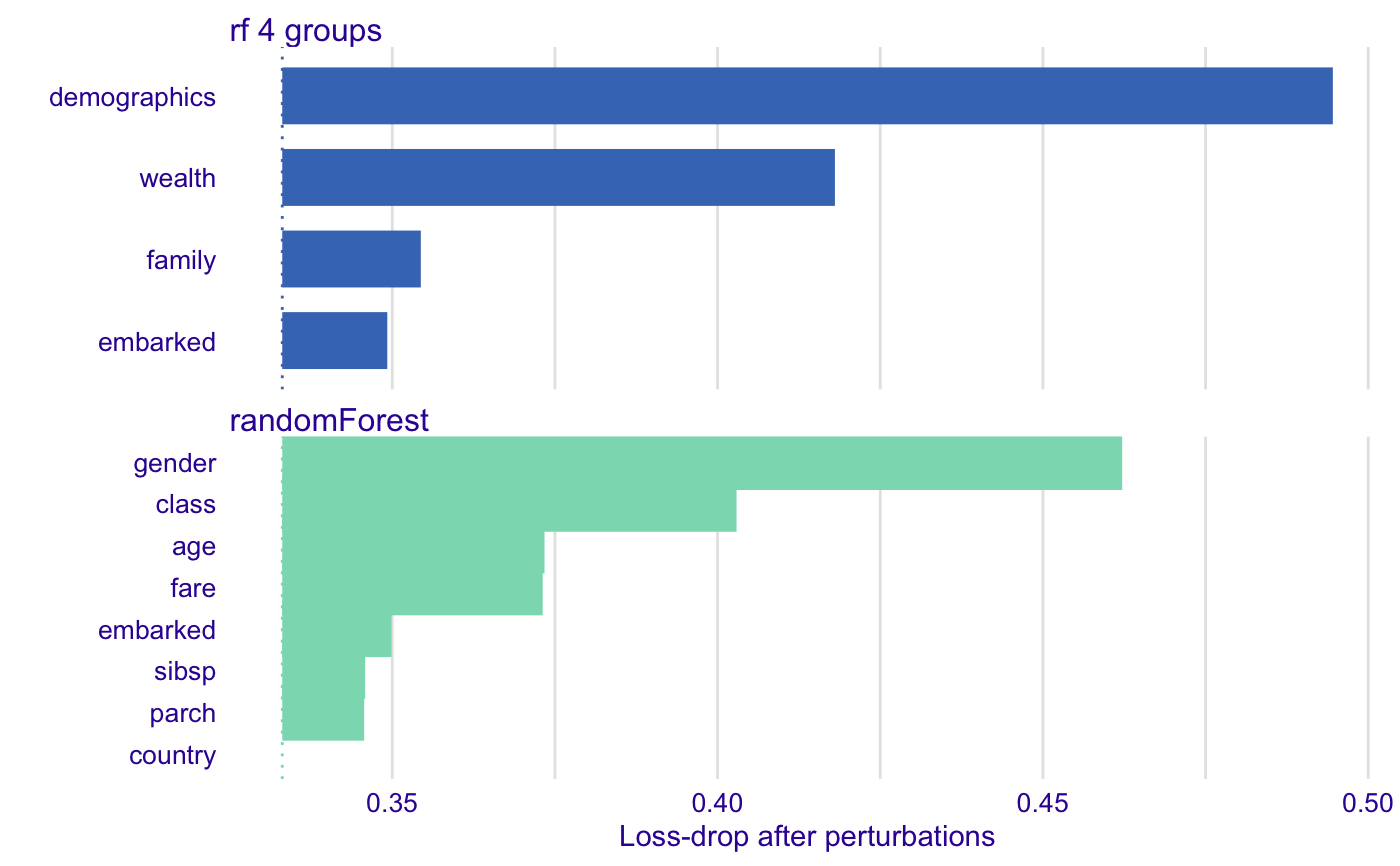 rf 4 groups
demographics
wealth
family
embarked
randomForest
gender
class
age
fare
embarked
sibsp
parch
country
0.35 0.40 0.45 0.50
Loss-drop after perturbations